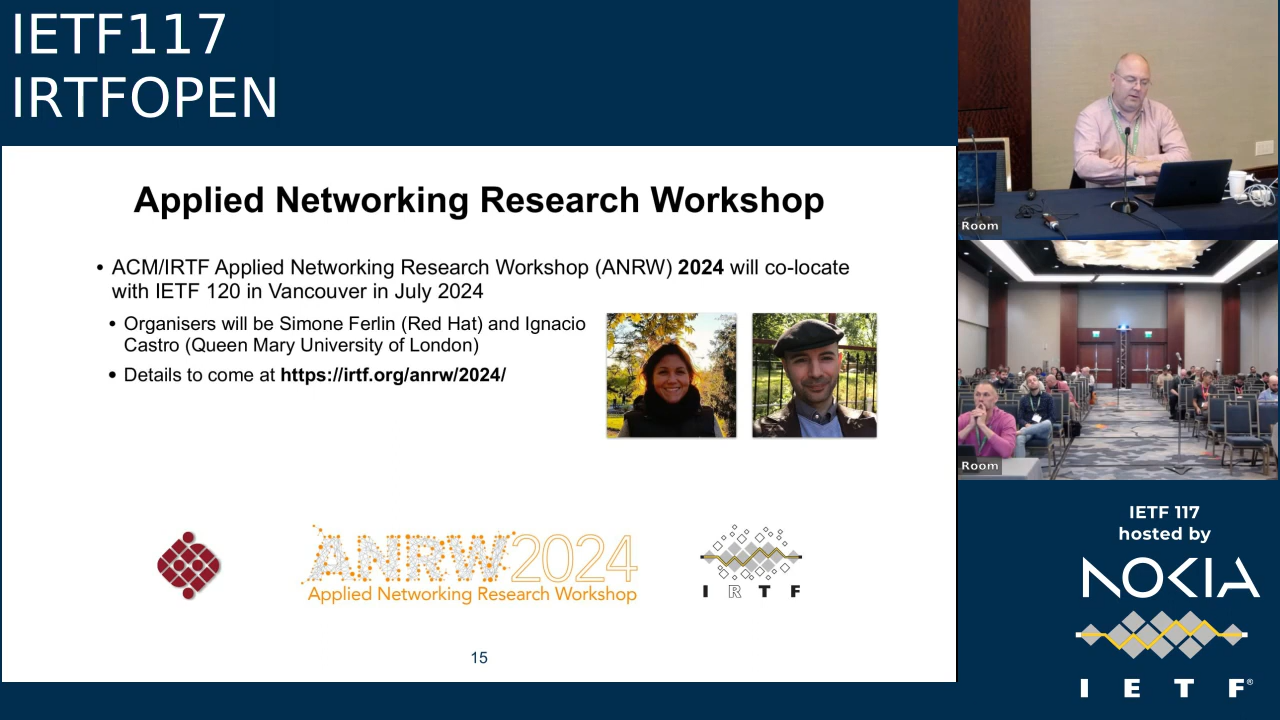 IETF117
IRTFOPEN
Applied Networking Research Workshop
• ACM/IRTF Applied Networking Research Workshop (ANRW) 2024 will co-locate
with IETF 120 in Vancouver in July 2024
• Organisers will be Simone Ferlin (Red Hat) and Ignacio
Castro (Queen Mary University of London)
• Details to come at https://irtf.org/anrw/2024/
ANRW2024
Applied Networking Research Workshop
I R T F
15
Room
Room
IETF 117
hosted by
NOKIA
I E T F®